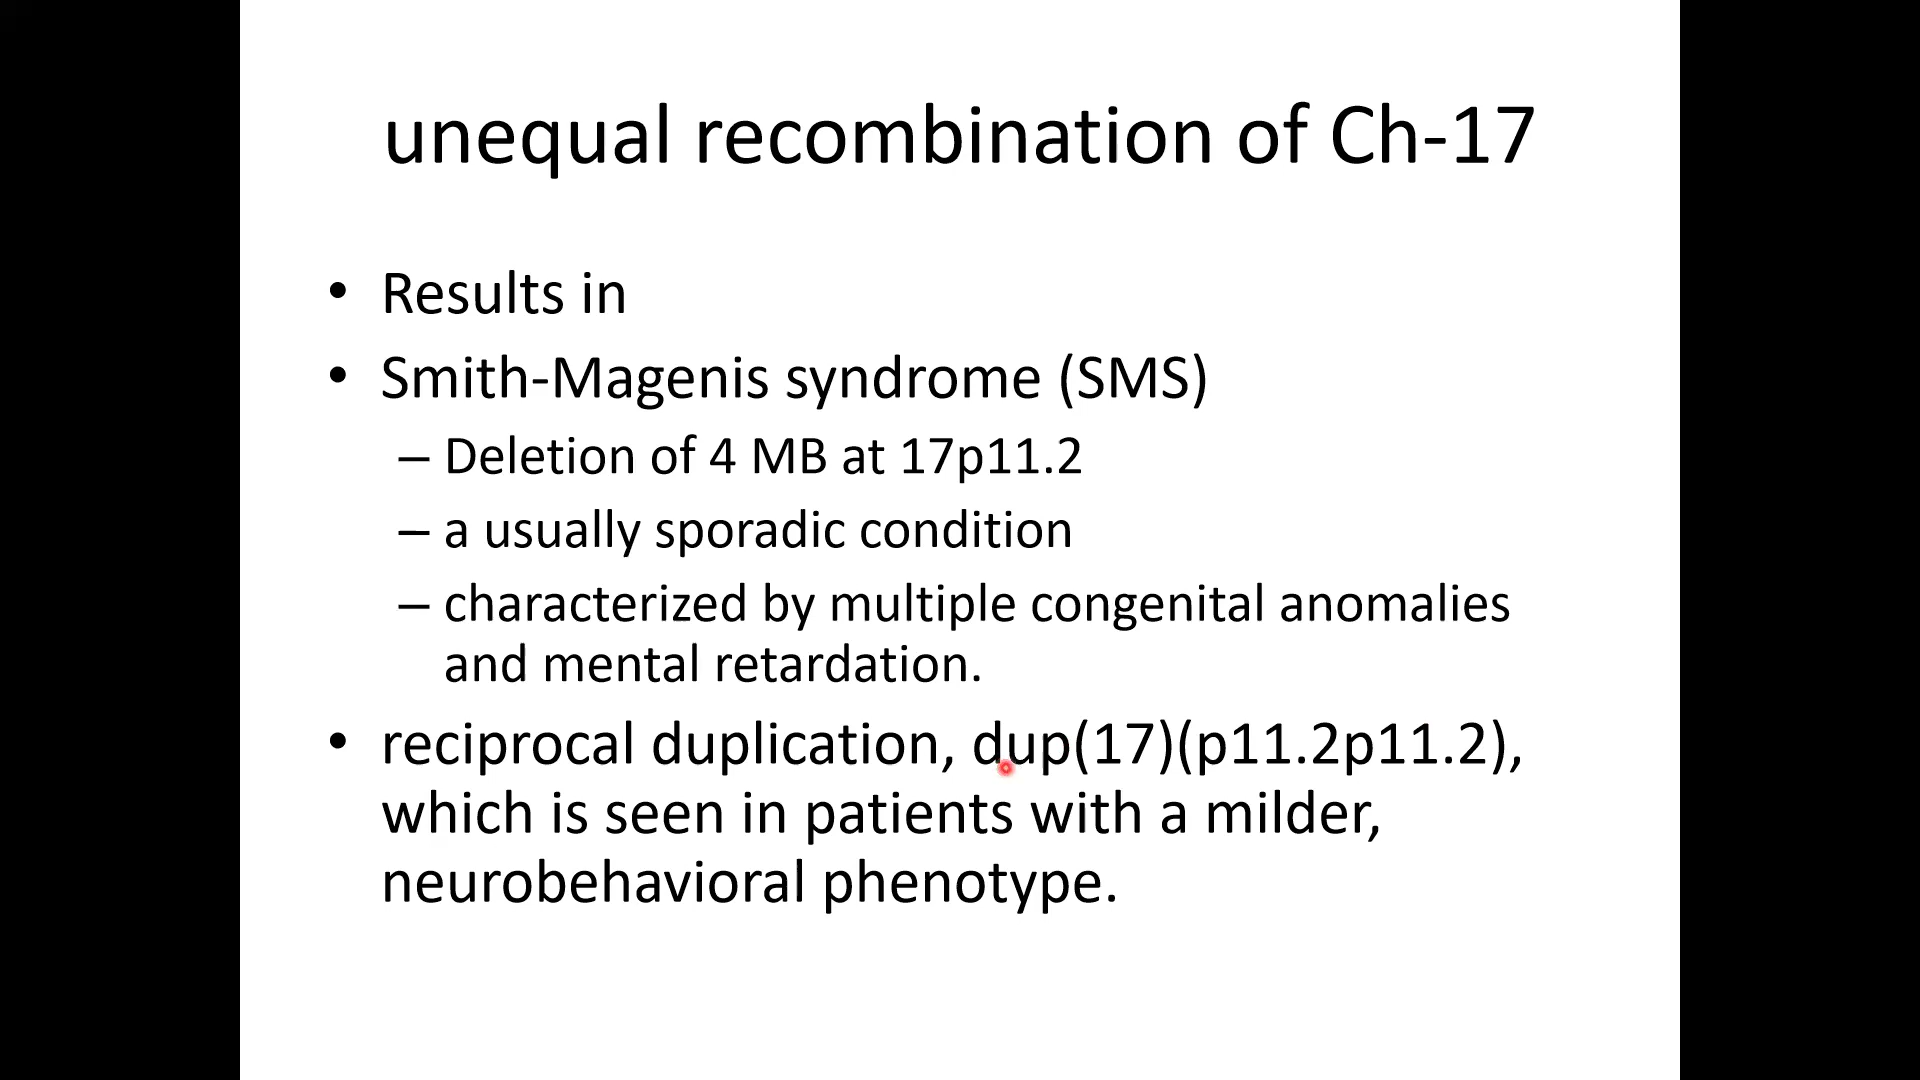 unequal recombination of Ch-17
• Results in
• Smith-Magenis syndrome (SMS)
– Deletion of 4 MB at 17p11.2
– a usually sporadic condition
– characterized by multiple congenital anomalies
and mental retardation.
• reciprocal duplication, dup(17)(p11.2p11.2),
which is seen in patients with a milder,
neurobehavioral phenotype.